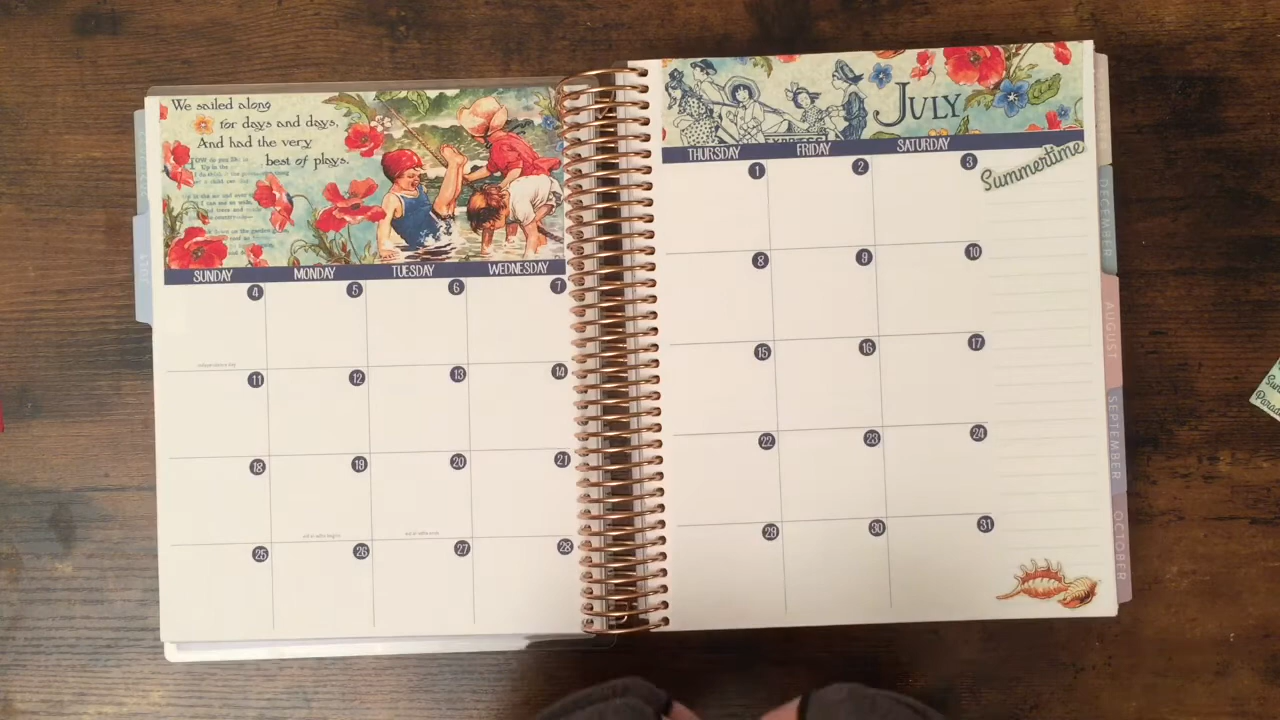 We sailed along
for days and days,
And had the very
best of plays.
EXPRESS
JULY
SUNDAY MONDAY TUESDAY WEDNESDAY
THURSDAY FRIDAY SATURDAY
Summertime
1 2 3
4 5 6 7
8 9 10
11 12 13 14
15 16 17
18 19 20 21
22 23 24
25 26 27 28
29 30 31
DECEMBER
AUGUST
SEPTEMBER
OCTOBER